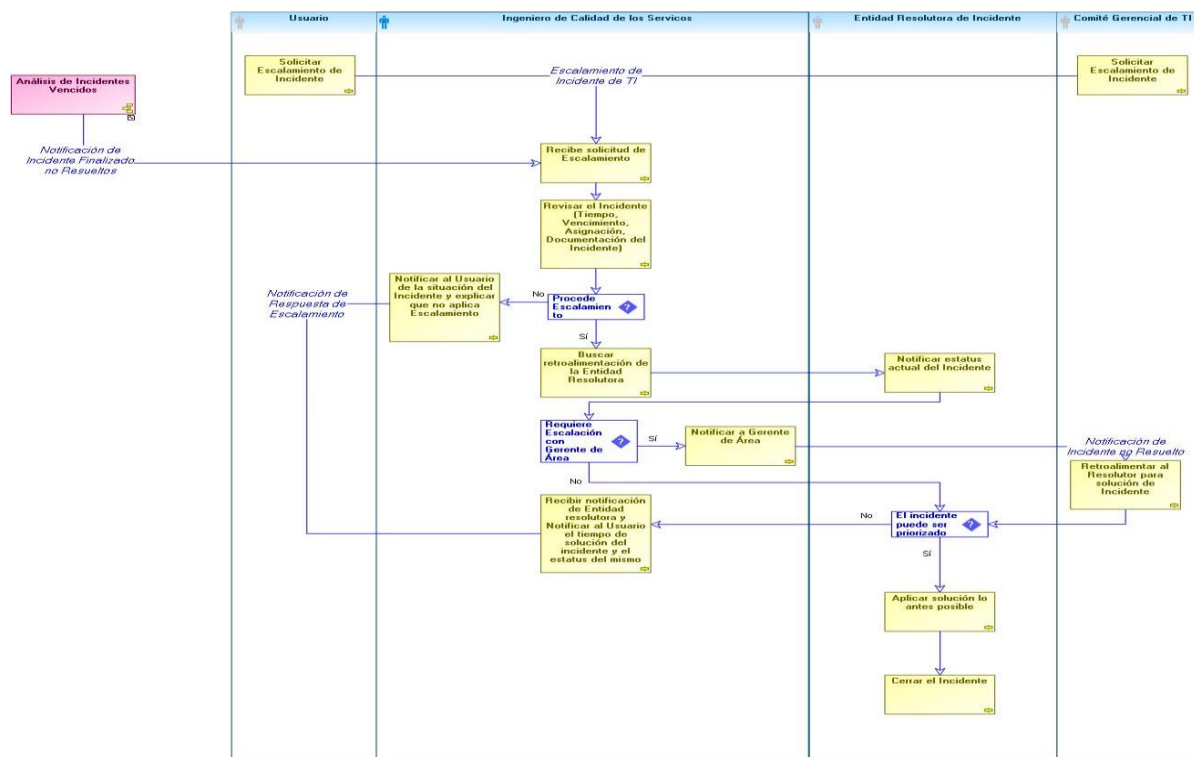 Usuario
Ingeniero de Calidad de los Servicos
Entidad Resolutora de Incidente
Comité Gerencial de TI
Solicitar
Escalamiento de
Incidente
Escalamiento de
Incidente de TI
Solicitar
Escalamiento de
Incidente
Análisis de Incidentes
Vencidos
Notificación de
Incidente Finalizado
no Resueltos
Recibe solicitud de
Escalamiento
Revisar el Incidente
(Tiempo,
Vencimiento,
Asignación,
Documentación del
Incidente)
Notificación de
Respuesta de
Escalamiento
Notificar al Usuario
de la situación del
Incidente y explicar
que no aplica
Escalamiento
No
Procede
Escalamien
to
Sí
Buscar
retroalimentación de
la Entidad
Resolutora
Notificar estatus
actual del Incidente
Requiere
Escalación
con
Gerente de
Área
Sí
Notificar a Gerente
de Área
Notificación de
Incidente no Resuelto
Retroalimentar al
Resolutor para
solución de
Incidente
No
Recibir notificación
de Entidad
resolutora y
Notificar al Usuario
el tiempo de
solución del
incidente y el
estatus del mismo
No
El incidente
puede ser
priorizado
Sí
Aplicar solución lo
antes posible
Cerrar el Incidente